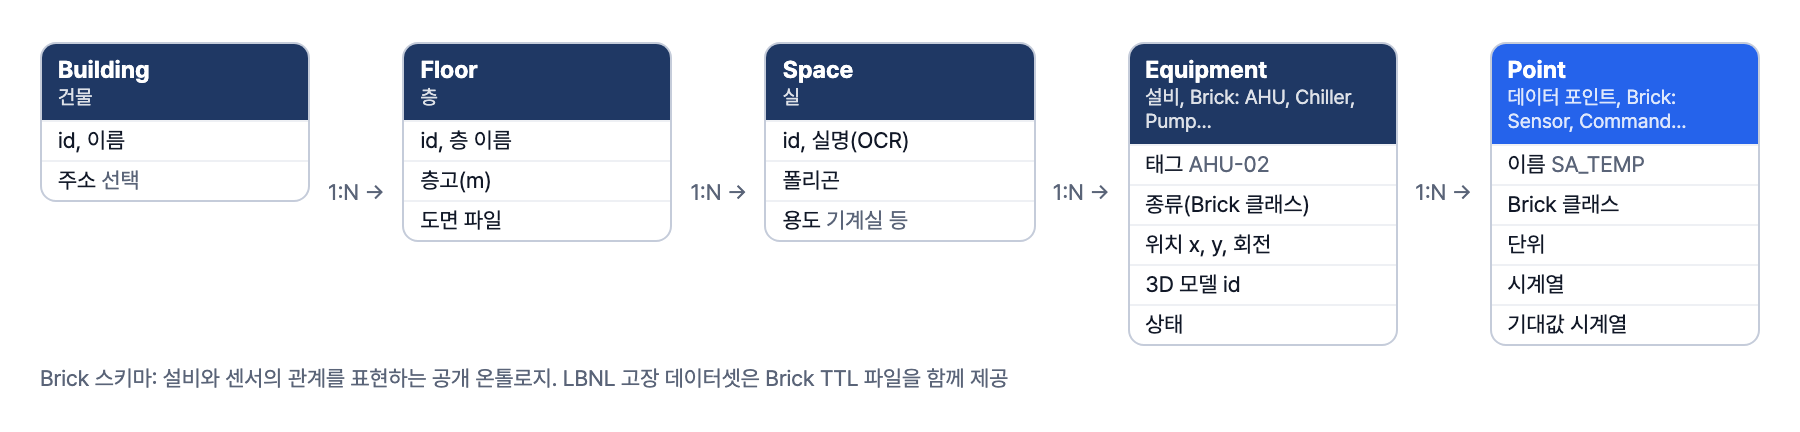 Building
건물
id, 이름
주소 선택
1:N →
Floor
층
id, 층 이름
층고(m)
도면 파일
1:N →
Space
실
id, 실명(OCR)
폴리곤
용도 기계실 등
1:N →
Equipment
설비, Brick: AHU, Chiller,
Pump...
태그 AHU-02
종류(Brick 클래스)
위치 x, y, 회전
3D 모델 id
상태
1:N →
Point
데이터 포인트, Brick:
Sensor, Command...
이름 SA_TEMP
Brick 클래스
단위
시계열
기대값 시계열
Brick 스키마: 설비와 센서의 관계를 표현하는 공개 온톨로지. LBNL 고장 데이터셋은 Brick TTL 파일을 함께 제공